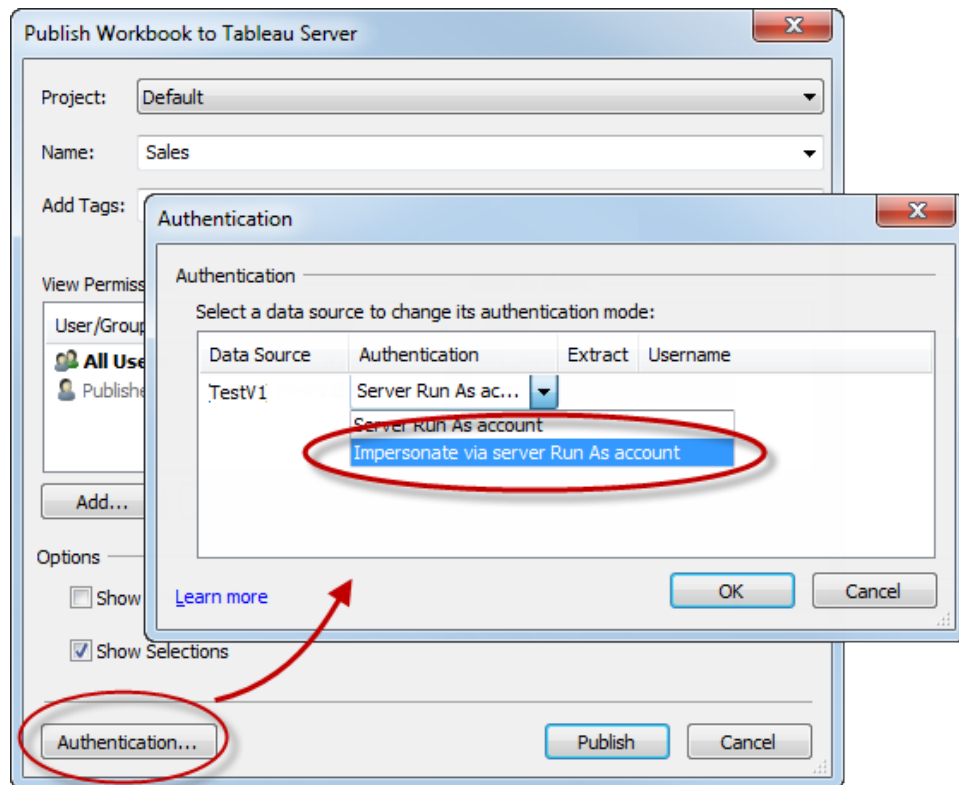 Publish Workbook to Tableau Server
Project: Default
Name: Sales
Add Tags:
Authentication
Authentication
Select a data source to change its authentication mode:
View Permiss
User/Grou
Data Source Authentication Extract Username
All Use
Publishe
TestV1 Server Run As ac...
Server Run As account
Impersonate via server Run As account
Add...
Options
OK Cancel
Show
Learn more
Show Selections
Authentication... Publish Cancel